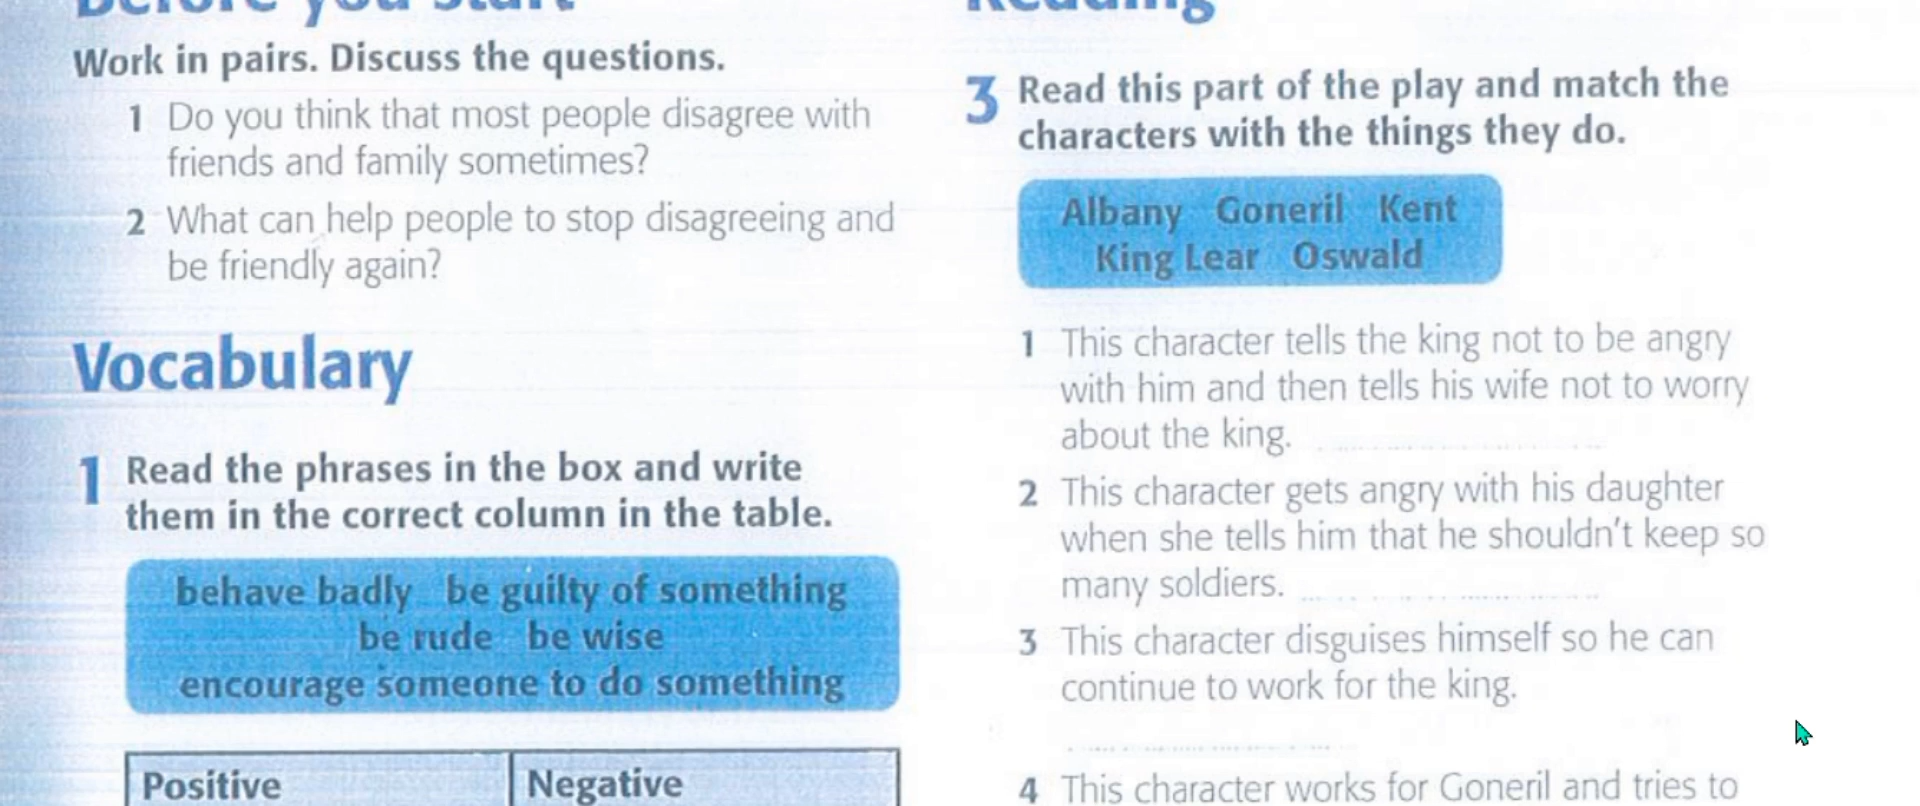 Before you start
Work in pairs. Discuss the questions.
1 Do you think that most people disagree with
friends and family sometimes?
2 What can help people to stop disagreeing and
be friendly again?
Vocabulary
1 Read the phrases in the box and write
them in the correct column in the table.
behave badly be guilty of something
be rude be wise
encourage someone to do something
Positive Negative
Reading
3 Read this part of the play and match the
characters with the things they do.
Albany Goneril Kent
King Lear Oswald
1 This character tells the king not to be angry
with him and then tells his wife not to worry
about the king.
2 This character gets angry with his daughter
when she tells him that he shouldn't keep so
many soldiers.
3 This character disguises himself so he can
continue to work for the king.
4 This character works for Goneril and tries to